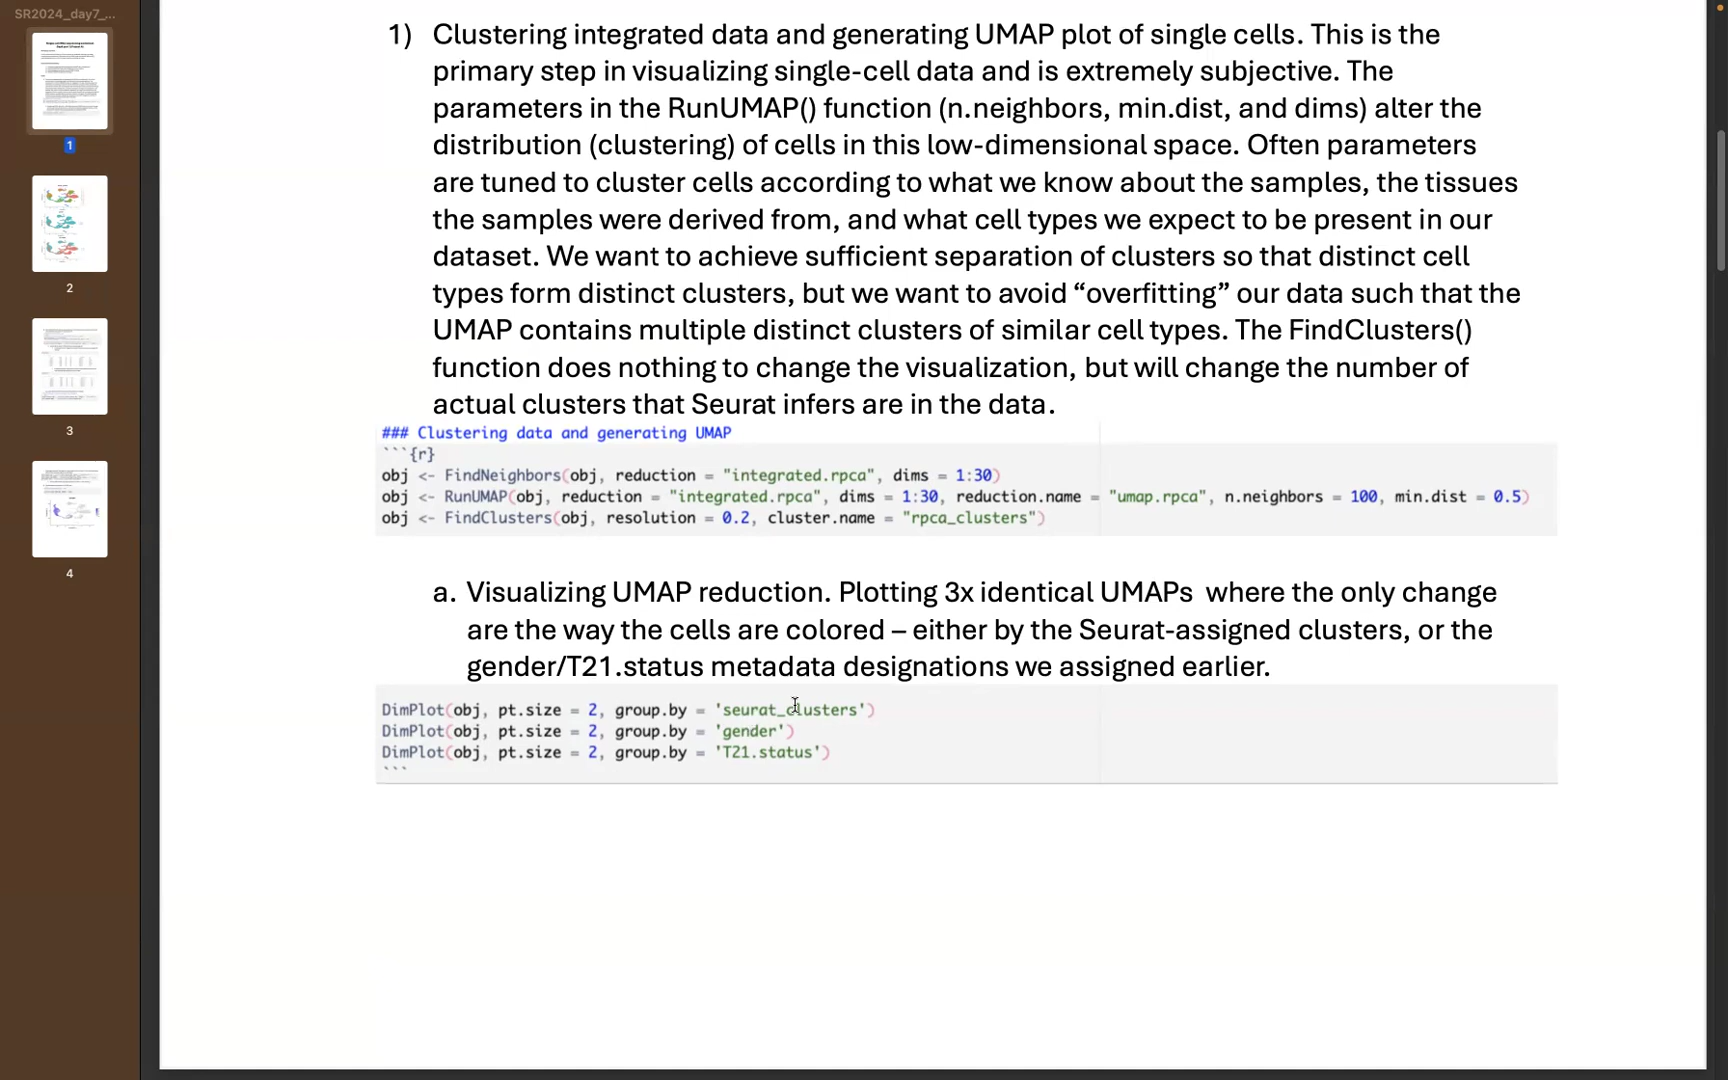 SR2024_day7_...
1
2
3
4
1) Clustering integrated data and generating UMAP plot of single cells. This is the
primary step in visualizing single-cell data and is extremely subjective. The
parameters in the RunUMAP() function (n.neighbors, min.dist, and dims) alter the
distribution (clustering) of cells in this low-dimensional space. Often parameters
are tuned to cluster cells according to what we know about the samples, the tissues
the samples were derived from, and what cell types we expect to be present in our
dataset. We want to achieve sufficient separation of clusters so that distinct cell
types form distinct clusters, but we want to avoid “overfitting” our data such that the
UMAP contains multiple distinct clusters of similar cell types. The FindClusters()
function does nothing to change the visualization, but will change the number of
actual clusters that Seurat infers are in the data.
### Clustering data and generating UMAP
```{r}
obj <- FindNeighbors(obj, reduction = "integrated.rpca", dims = 1:30)
obj <- RunUMAP(obj, reduction = "integrated.rpca", dims = 1:30, reduction.name = "umap.rpca", n.neighbors = 100, min.dist = 0.5)
obj <- FindClusters(obj, resolution = 0.2, cluster.name = "rpca_clusters")
a. Visualizing UMAP reduction. Plotting 3x identical UMAPs where the only change
are the way the cells are colored – either by the Seurat-assigned clusters, or the
gender/T21.status metadata designations we assigned earlier.
DimPlot(obj, pt.size = 2, group.by = 'seurat_clusters')
DimPlot(obj, pt.size = 2, group.by = 'gender')
DimPlot(obj, pt.size = 2, group.by = 'T21.status')
```